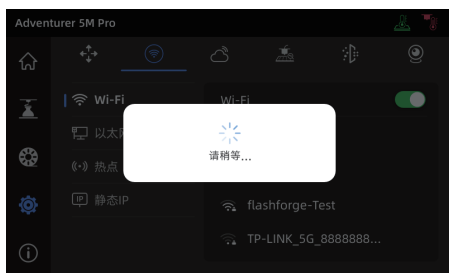 Adventurer 5M Pro
Wi-Fi
Wi-Fi
以太
请稍等...
热点
IP 静态IP
flashforge-Test
TP-LINK_5G_8888888...